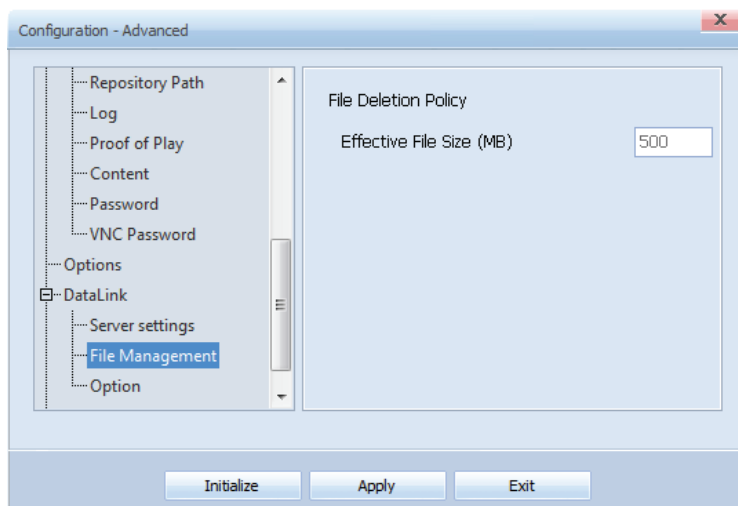 Configuration - Advanced
X
Repository Path
Log
Proof of Play
Content
Password
VNC Password
Options
DataLink
Server settings
File Management
Option
File Deletion Policy
Effective File Size (MB)
500
Initialize
Apply
Exit